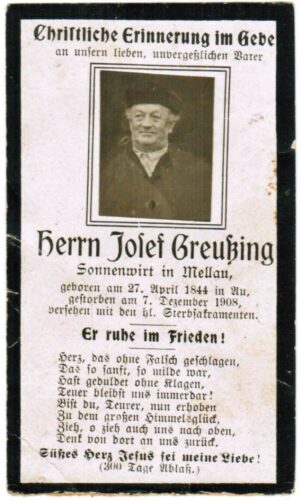 Christliche Erinnerung im Gebe
an unsern lieben, unvergeßlichen Vater
Herrn Josef Greußing
Sonnenwirt in Mellau,
geboren am 27. April 1844 in Au,
gestorben am 7. Dezember 1908,
versehen mit den hl. Sterbsakramenten.
Er ruhe im Frieden!
Herz, das ohne Falsch geschlagen,
Das so sanft, so milde war,
Hast geduldet ohne Klagen,
Teuer bleibst uns immerdar!
Bist du, Teurer, nun erhoben
Zu dem großen Himmelsglück,
Zieh, o zieh auch uns nach oben,
Denk von dort an uns zurück.
Süßes Herz Jesus sei meine Liebe!
(300 Tage Ablaß.)